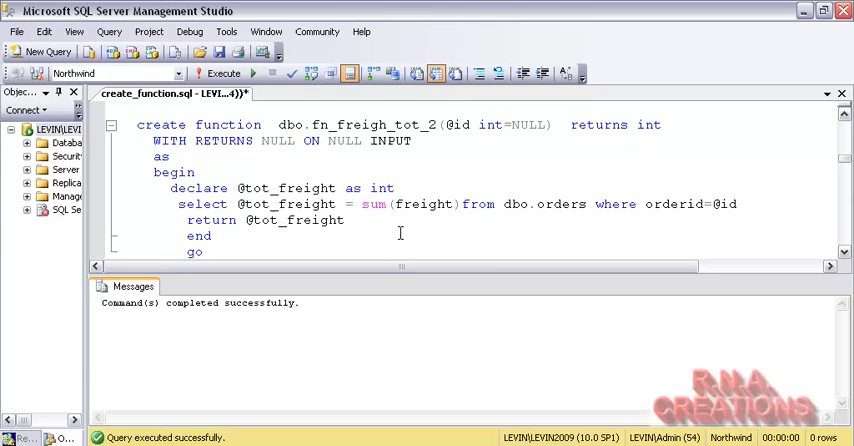 Microsoft SQL Server Management Studio
File Edit View Query Project Debug Tools Window Community Help
New Query
Northwind Execute
Objec...
create_function.sql - LEVI...4))*
Connect
LEVIN\LEVI
Databa
Securit
Server
Replica
Manag
SQL Se
create function dbo.fn_freigh_tot_2(@id int=NULL) returns int
WITH RETURNS NULL ON NULL INPUT
as
begin
declare @tot_freight as int
select @tot_freight = sum(freight)from dbo.orders where orderid=@id
return @tot_freight
end
go
Messages
Command(s) completed successfully.
R.M.A.
CREATIONS
Re... O...
Query executed successfully. LEVIN\LEVIN2009 (10.0 SP1) LEVIN\Admin (54) Northwind 00:00:00 0 rows